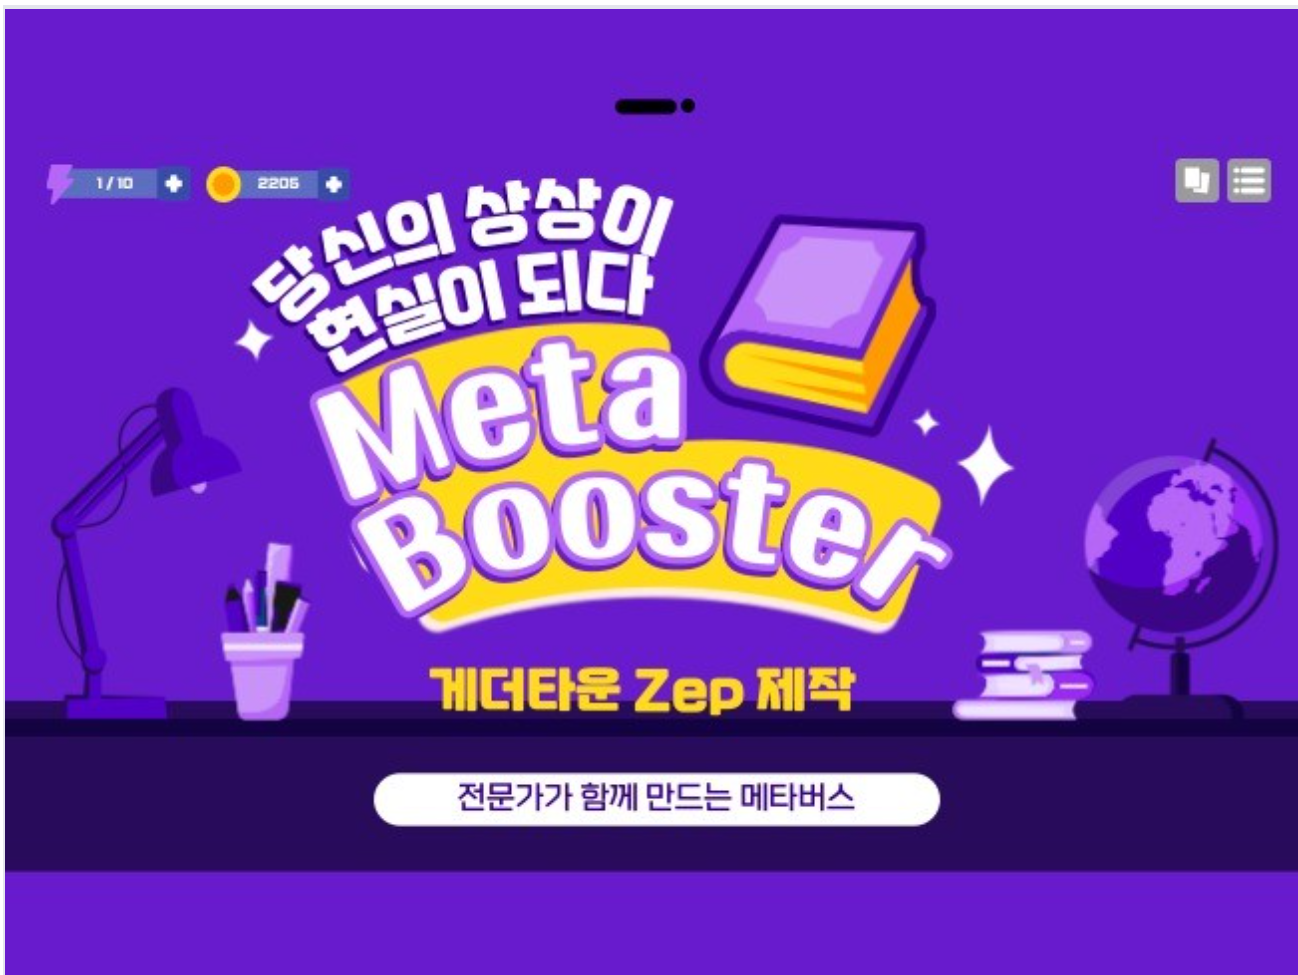 1/10
2205
당신의 상상이
현실이 되다
Meta
Booster
게더타운 Zep 제작
전문가가 함께 만드는 메타버스